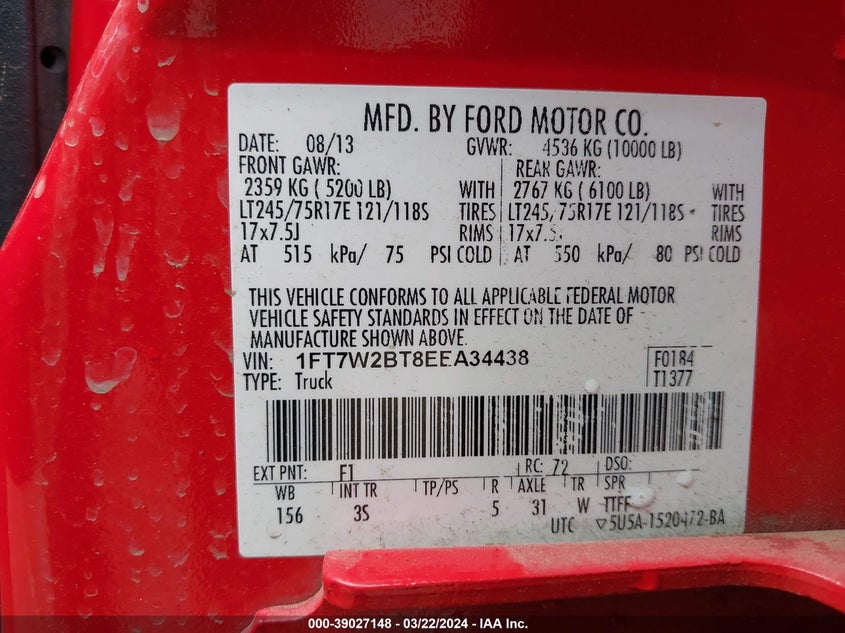 MFD. BY FORD MOTOR CO.
DATE: 08/13 GVWR: 4536 KG (10000 LB)
FRONT GAWR: REAR GAWR:
2359 KG ( 5200 LB) WITH 2767 KG ( 6100 LB) WITH
LT245/75R17E 121/118S TIRES LT245/75R17E 121/118S TIRES
17x7.5J RIMS 17x7.5J RIMS
AT 515 kPa/ 75 PSI COLD AT 550 kPa/ 80 PSI COLD
THIS VEHICLE CONFORMS TO ALL APPLICABLE FEDERAL MOTOR
VEHICLE SAFETY STANDARDS IN EFFECT ON THE DATE OF
MANUFACTURE SHOWN ABOVE.
VIN: 1FT7W2BT8EEA34438 F0184
TYPE: Truck T1377
EXT PNT: F1 RC: 72 DSO:
WB INT TR TP/PS R AXLE TR SPR
156 3S 5 31 W TTFF
UTC ▽5U5A-1520472-BA
000-39027148 - 03/22/2024 - IAA Inc.